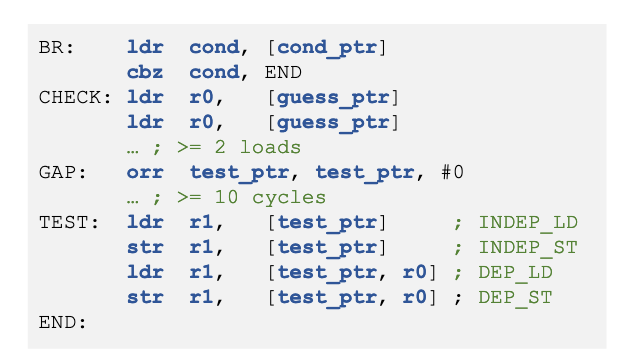 BR: ldr cond, [cond_ptr]
cbz cond, END
CHECK: ldr r0, [guess_ptr]
ldr r0, [guess_ptr]
… ; >= 2 loads
GAP: orr test_ptr, test_ptr, #0
… ; >= 10 cycles
TEST: ldr r1, [test_ptr] ; INDEP_LD
str r1, [test_ptr] ; INDEP_ST
ldr r1, [test_ptr, r0] ; DEP_LD
str r1, [test_ptr, r0] ; DEP_ST
END: